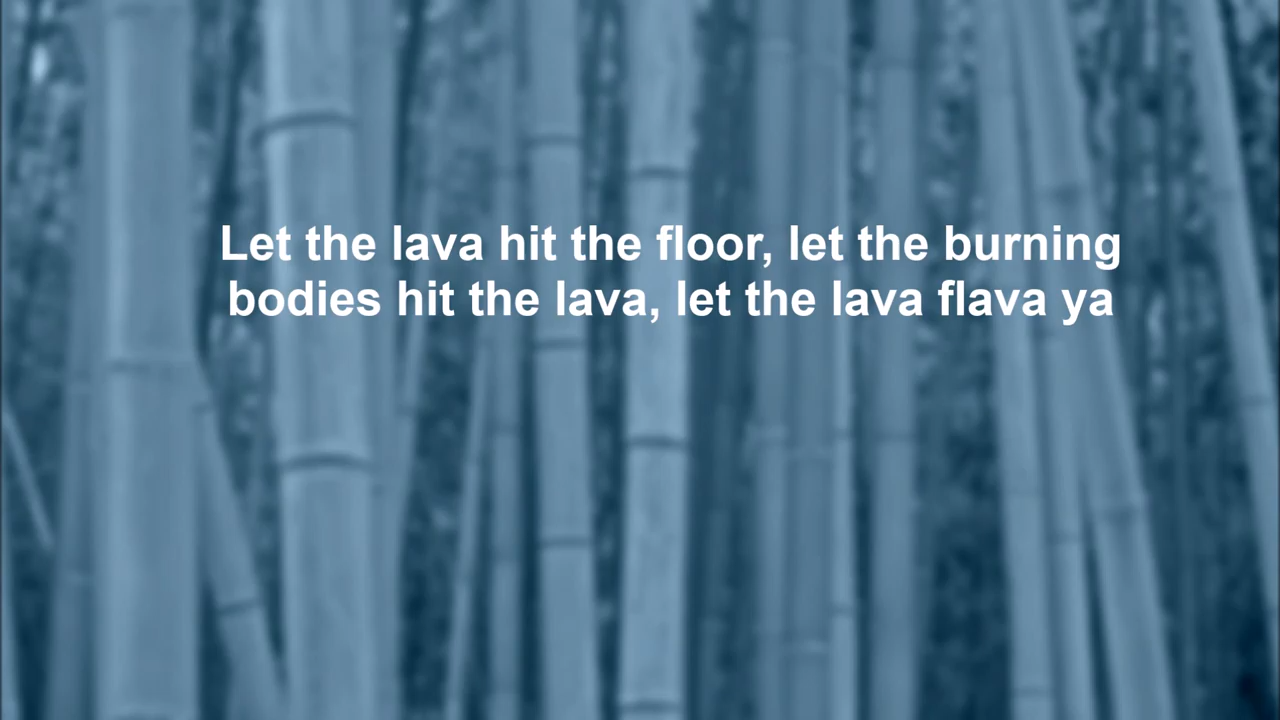 Let the lava hit the floor, let the burning
bodies hit the lava, let the lava flava ya